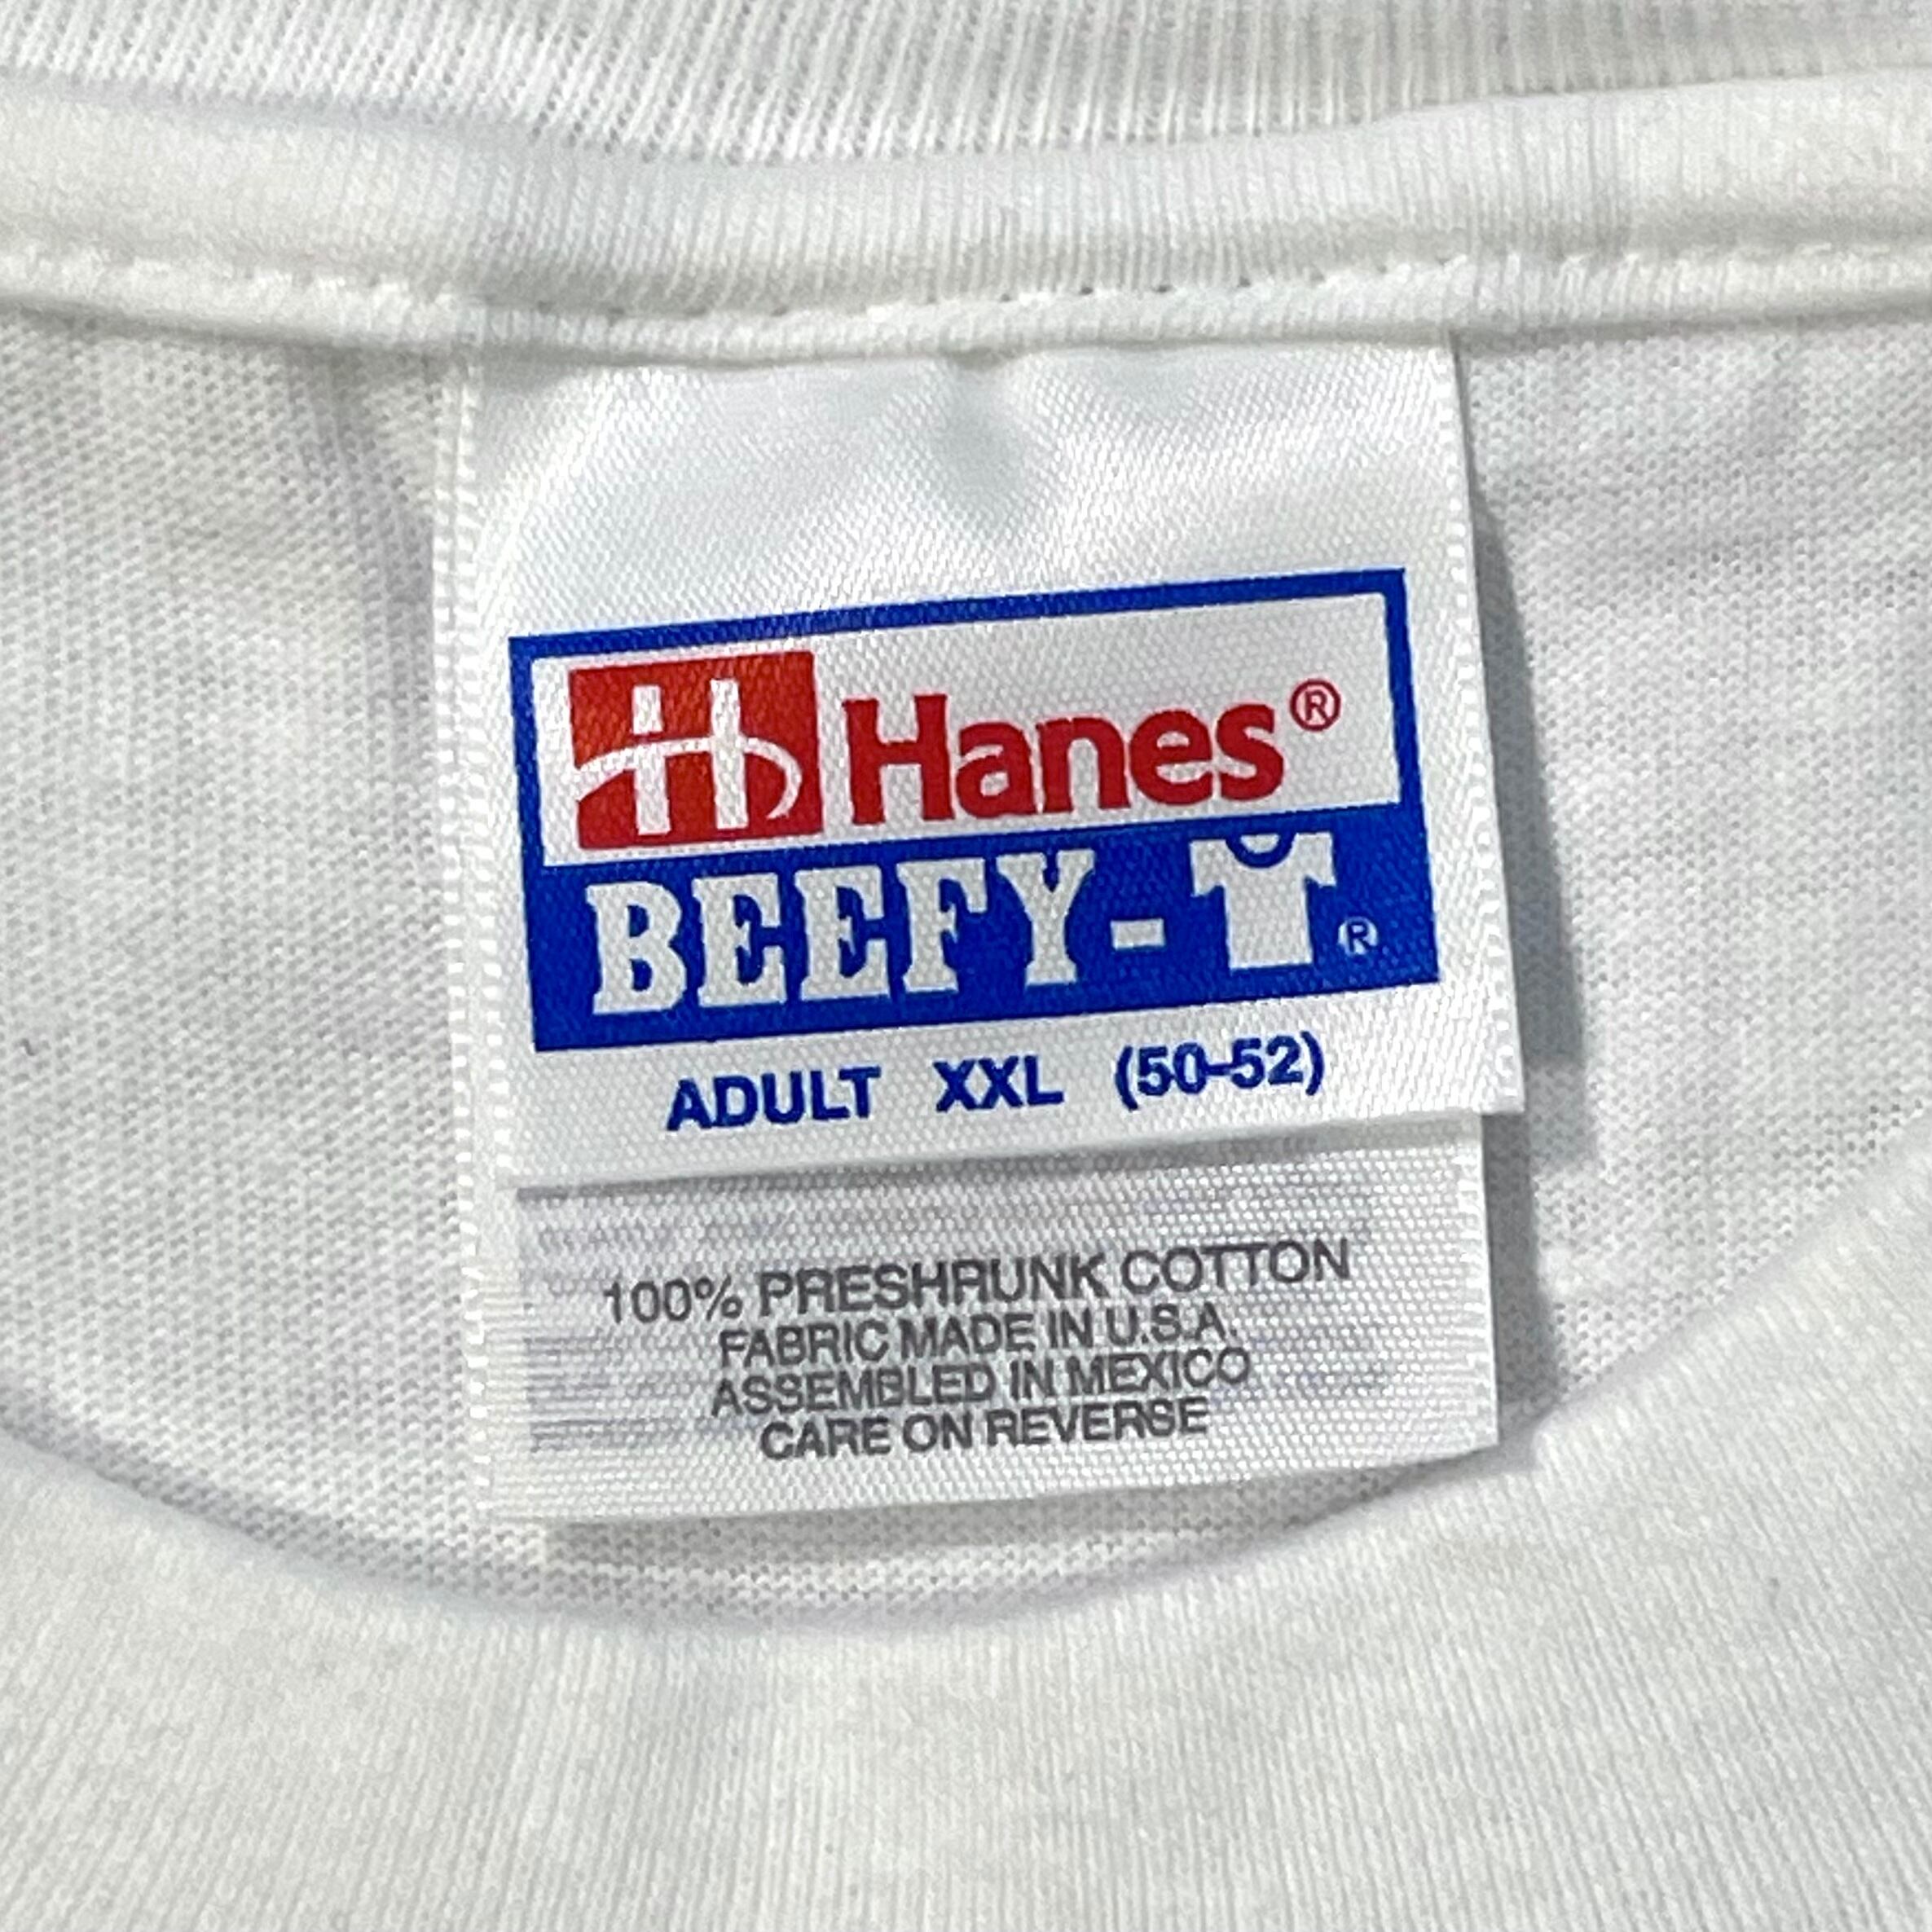 H Hanes®
BEEFY-T®
ADULT XXL (50-52)
100% PRESHRUNK COTTON
FABRIC MADE IN U.S.A.
ASSEMBLED IN MEXICO
CARE ON REVERSE